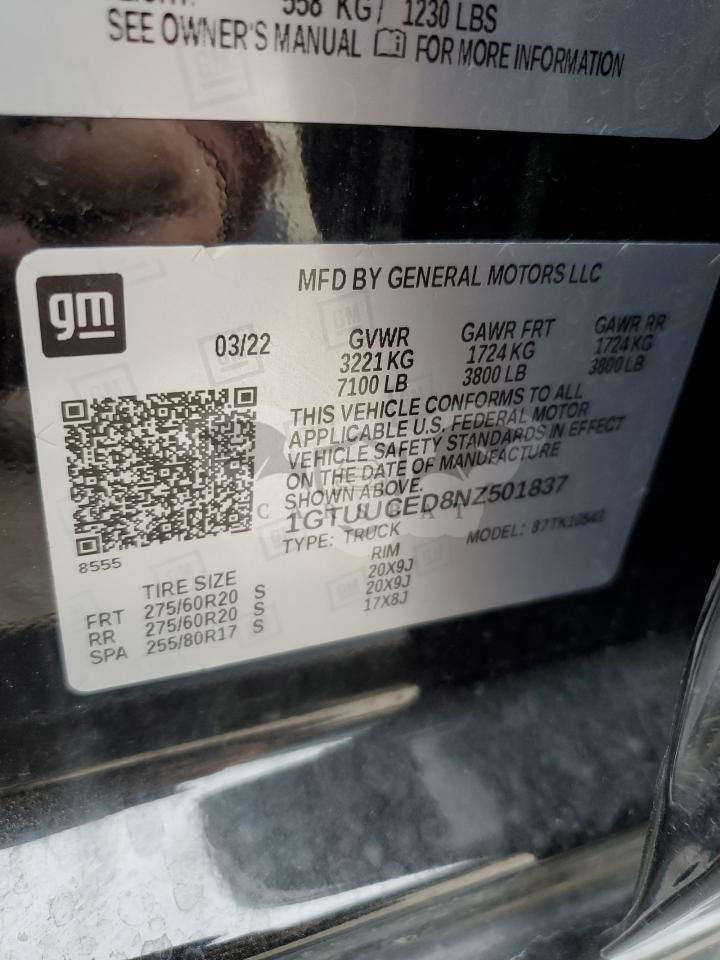 558 KG / 1230 LBS
SEE OWNER'S MANUAL FOR MORE INFORMATION
gm
MFD BY GENERAL MOTORS LLC
03/22
GVWR
3221 KG
7100 LB
GAWR FRT
1724 KG
3800 LB
GAWR RR
1724 KG
3800 LB
THIS VEHICLE CONFORMS TO ALL
APPLICABLE U.S. FEDERAL MOTOR
VEHICLE SAFETY STANDARDS IN EFFECT
ON THE DATE OF MANUFACTURE
SHOWN ABOVE.
1GTUUCED8NZ501837
TYPE: TRUCK
MODEL:
8555
TIRE SIZE RIM
FRT 275/60R20 S 20X9J
RR 275/60R20 S 20X9J
SPA 255/80R17 S 17X8J